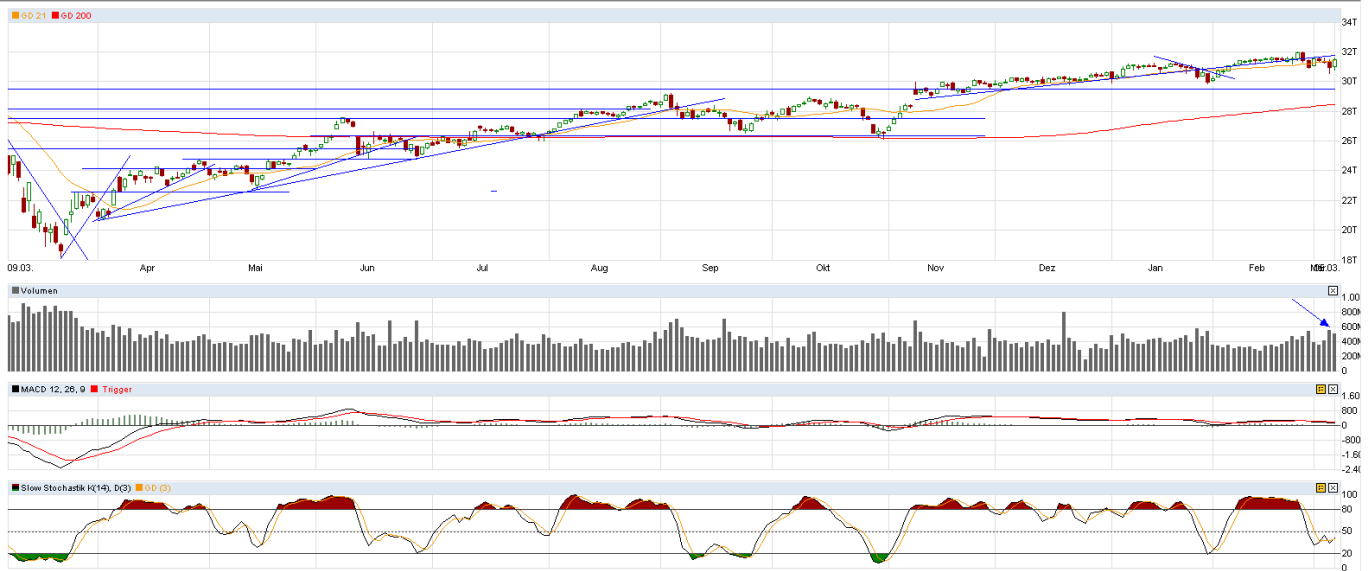 GD 21 GD 200
34T
32T
30T
28T
26T
24T
22T
20T
18T
09.03. Apr Mai Jun Jul Aug Sep Okt Nov Dez Jan Feb 05.03.
Volumen
1.00
800M
600M
400M
200M
0
MACD 12, 26, 9 Trigger
1.60
800
0
-800
-1.60
-2.40
Slow Stochastik K(14), D(3) GD (3)
100
80
50
20
0